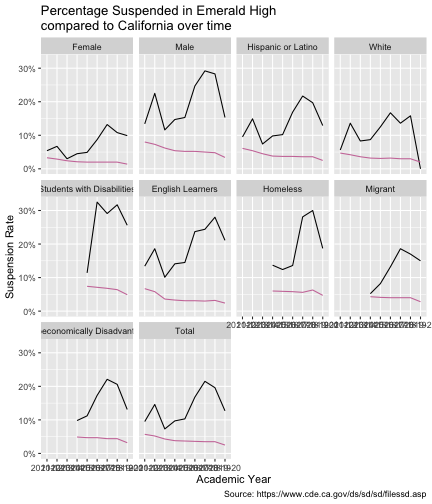 Percentage Suspended in Emerald High
compared to California over time
Female Male Hispanic or Latino White
30%
20%
10%
0%
Students with Disabilities English Learners Homeless Migrant
30%
20%
10%
0%
Total
30%
20%
10%
0%
Suspension Rate
Academic Year
Source: https://www.cde.ca.gov/ds/sd/sd/filessd.asp